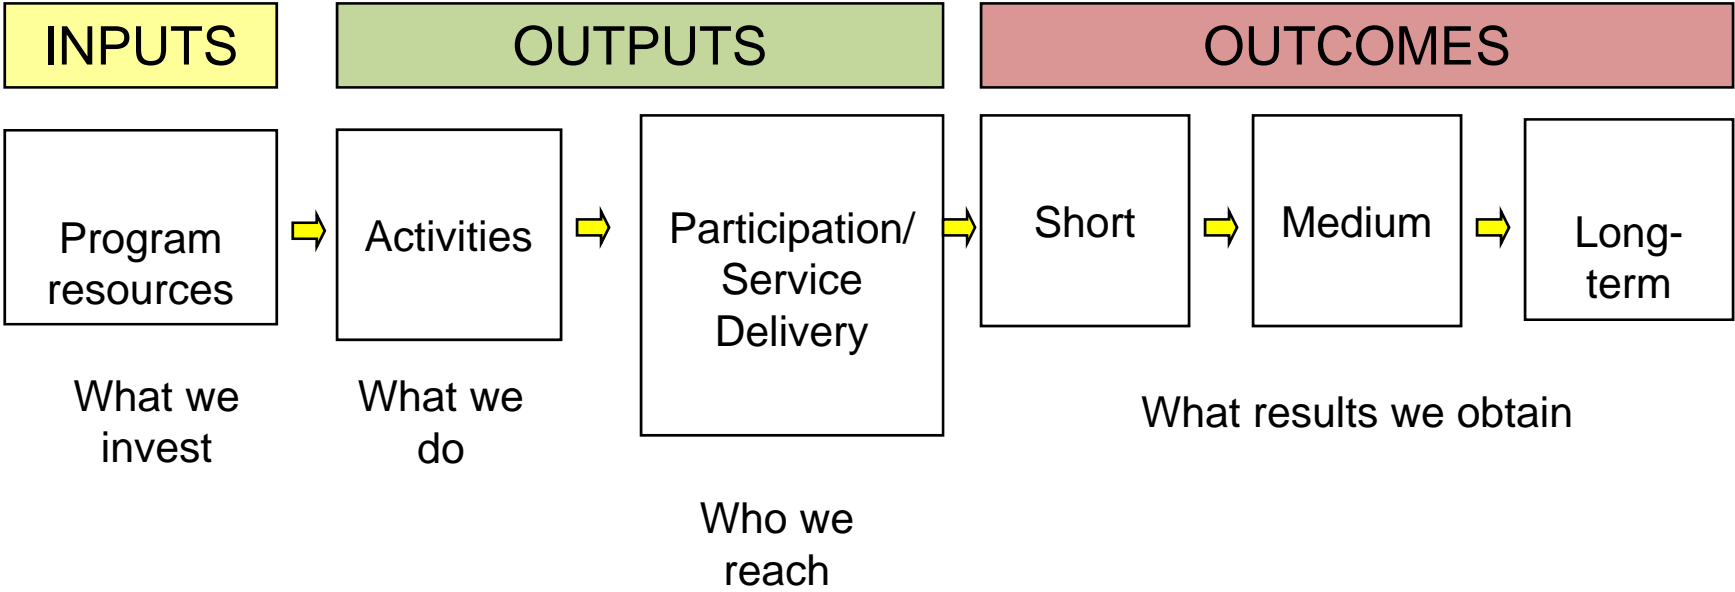 INPUTS
OUTPUTS
OUTCOMES
Program
resources
Activities
Participation/
Service
Delivery
Short
Medium
Long-
term
What we
invest
What we
do
Who we
reach
What results we obtain